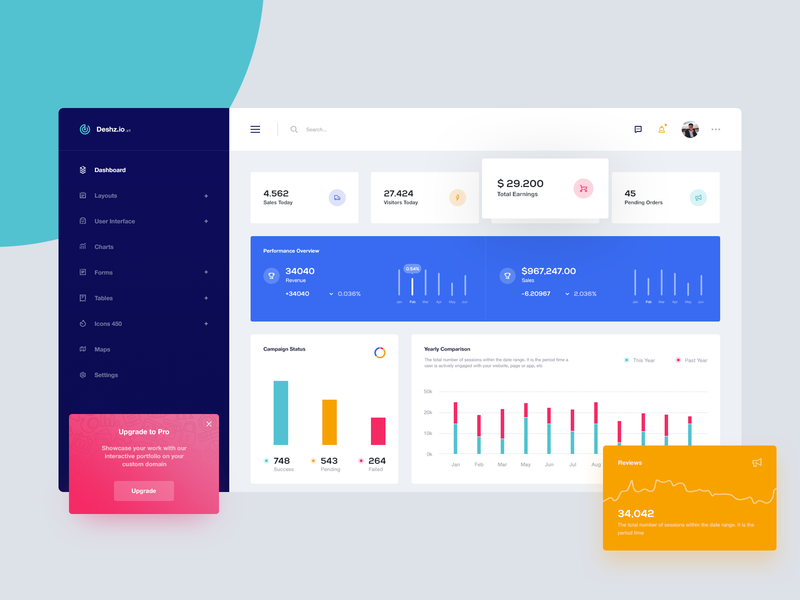 Deshz.io v1
Search...
Dashboard
Layouts +
User Interface +
Charts
Forms +
Tables +
Icons 450 +
Maps
Settings
Upgrade to Pro
Showcase your work with our
interactive portfolio on your
custom domain
Upgrade
4.562
Sales Today
27.424
Visitors Today
$ 29.200
Total Earnings
45
Pending Orders
Performance Overview
34040
Revenue
+34040 0.036%
0.94%
Jan Feb Mar Apr May Jun
$967,247.00
Sales
-6.20967 2.036%
Jan Feb Mar Apr May Jun
Campaign Status
748
Success
543
Pending
264
Failed
Yearly Comparison
The total number of sessions within the date range. It is the period time a
user is actively engaged with your website, page or app, etc
This Year
Past Year
50k
20k
10k
0k
Jan Feb Mar May Jun Jul Aug
Reviews
34,042
The total number of sessions within the date range. It is the
period time